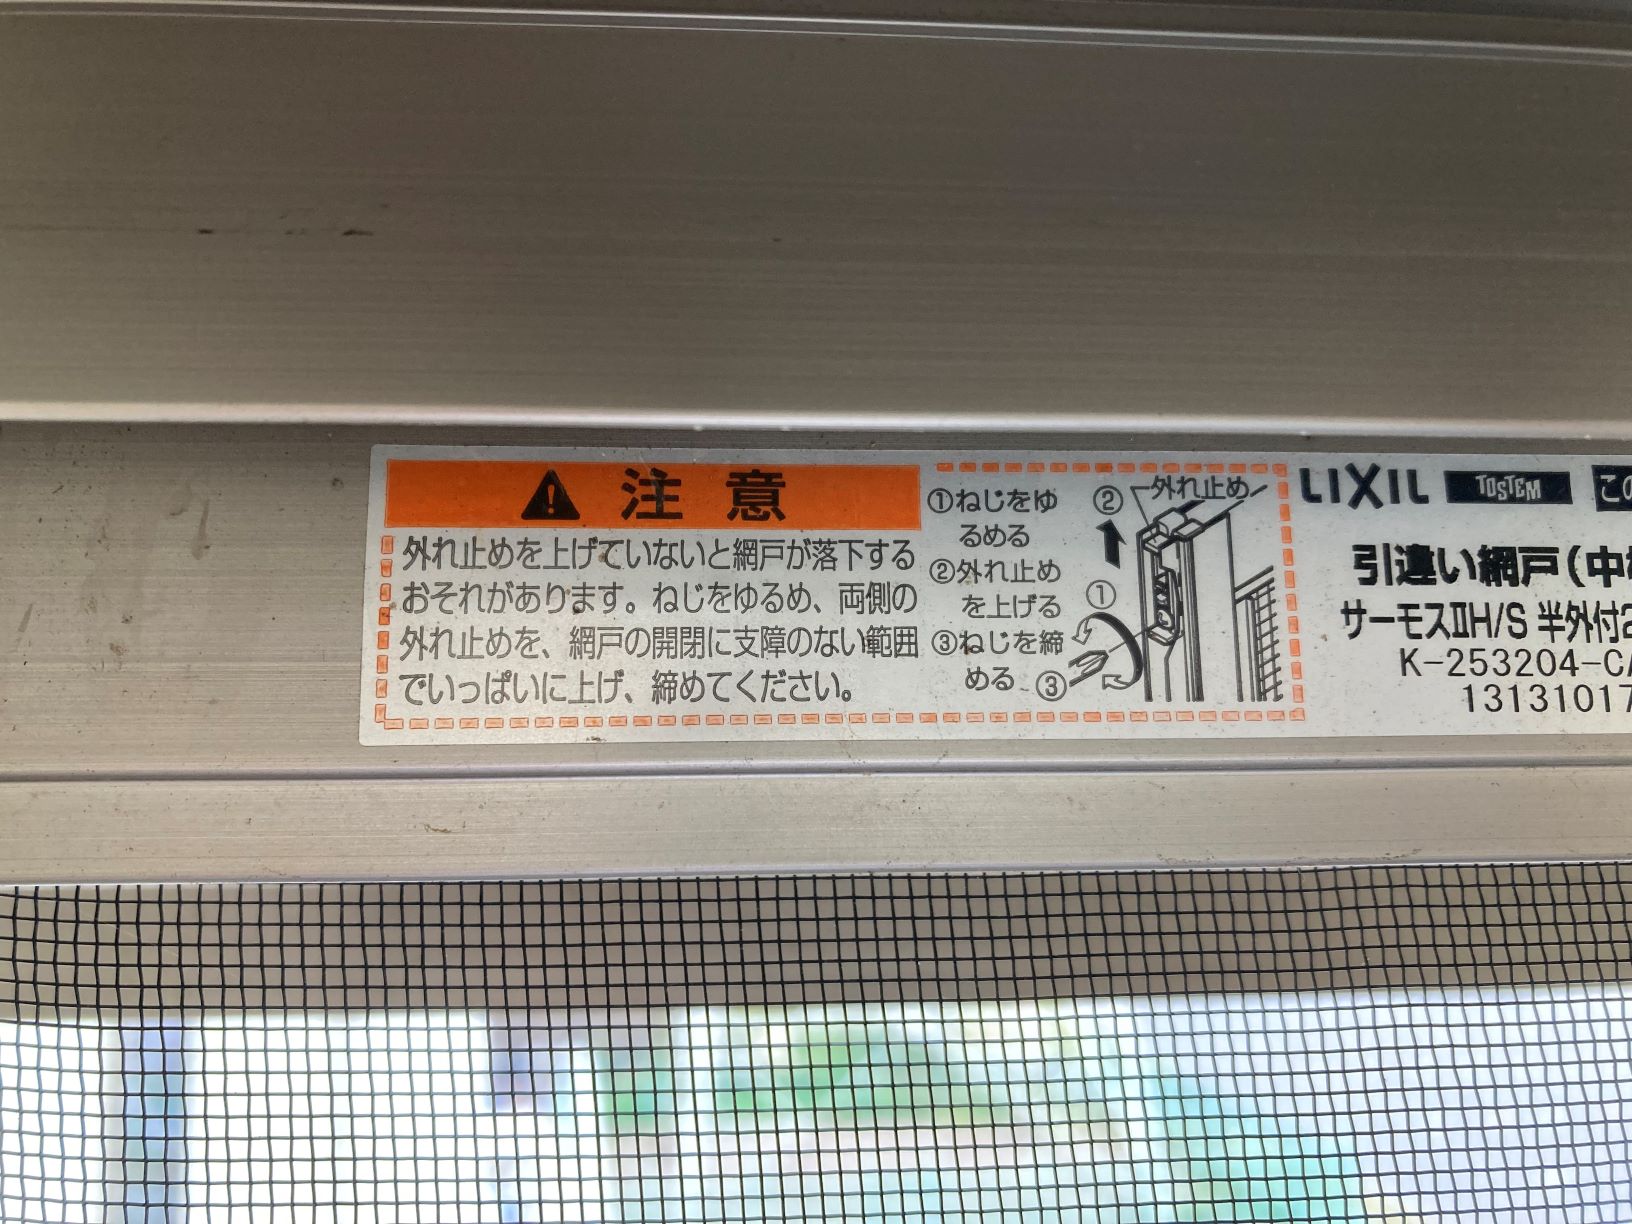 注意
外れ止めを上げていないと網戸が落下する
おそれがあります。ねじをゆるめ、両側の
外れ止めを、網戸の開閉に支障のない範囲
でいっぱいに上げ、締めてください。
①ねじをゆ
るめる
②外れ止め
を上げる
③ねじを締
める
外れ止め
②
①
③
LIXIL TOSTEM この
引違い網戸(中
サーモスⅡH/S 半外付2
K-253204-CA
13131017